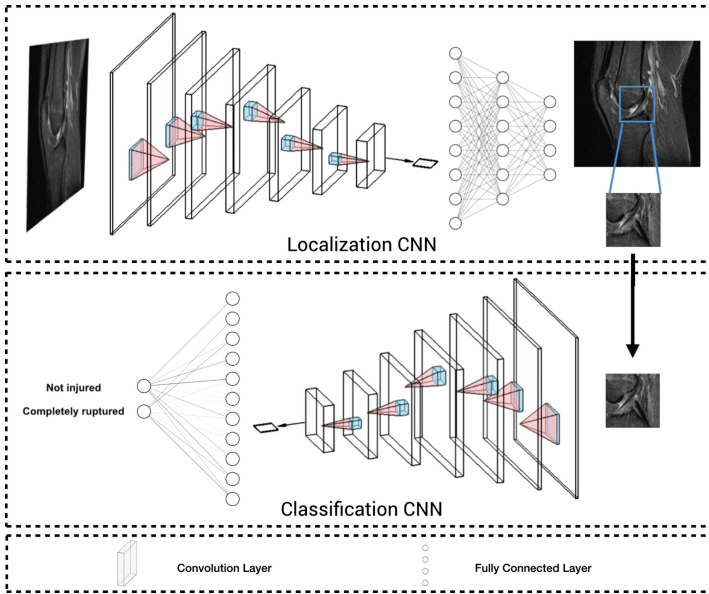 Localization CNN
Not injured
Completely ruptured
Classification CNN
Convolution Layer
Fully Connected Layer